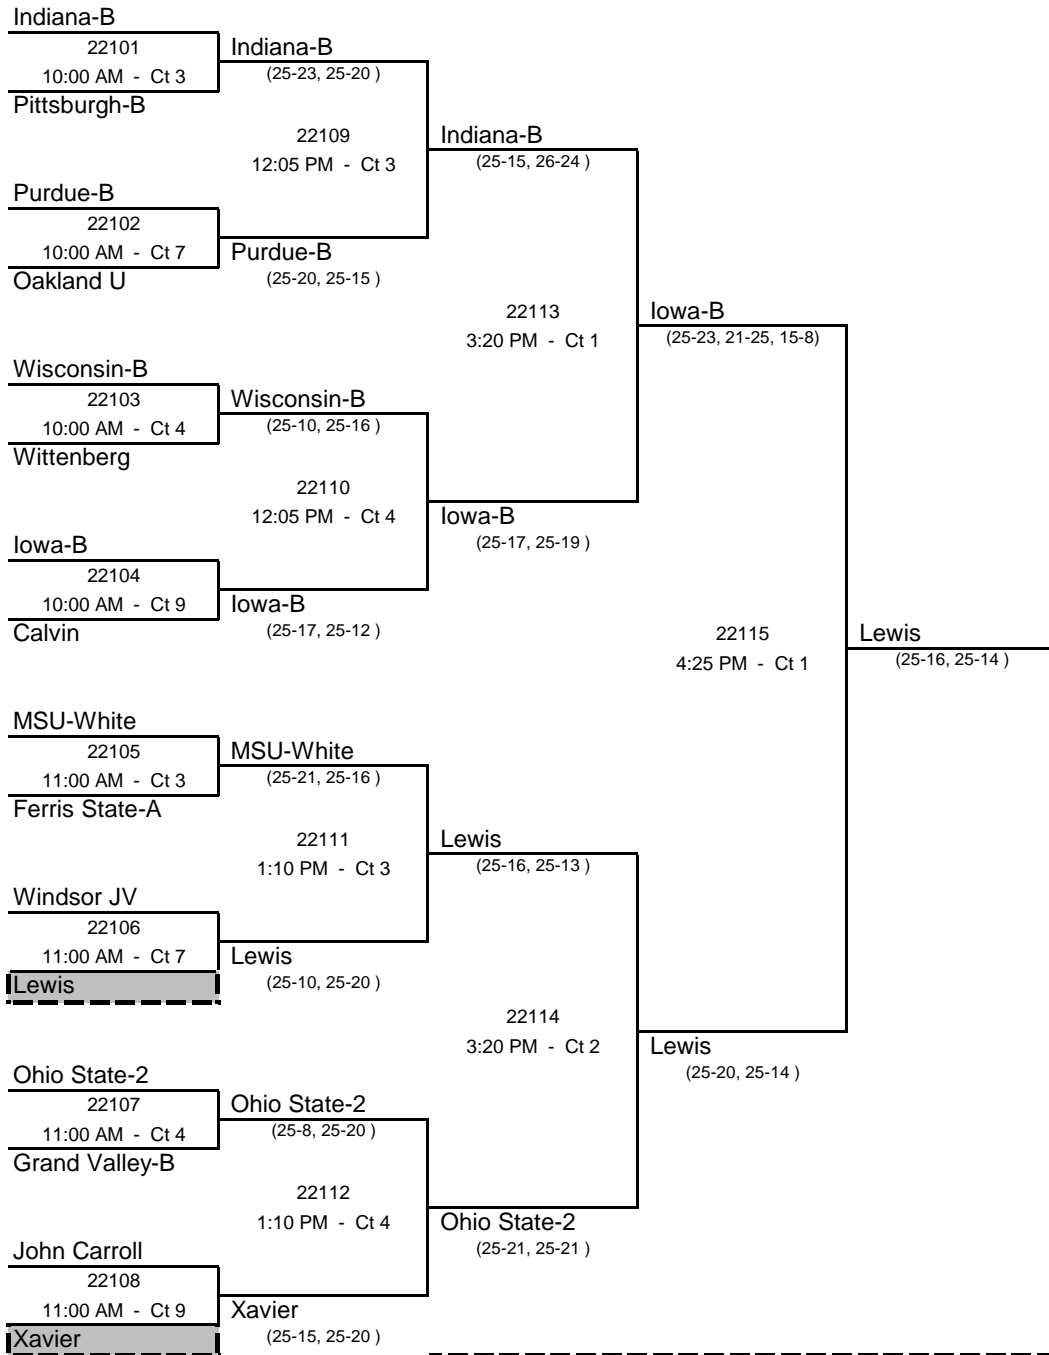 Indiana-B
22101
10:00 AM - Ct 3
Pittsburgh-B
Indiana-B
(25-23, 25-20 )
22109
12:05 PM - Ct 3
Indiana-B
(25-15, 26-24 )
Purdue-B
22102
10:00 AM - Ct 7
Oakland U
Purdue-B
(25-20, 25-15 )
22113
3:20 PM - Ct 1
Iowa-B
(25-23, 21-25, 15-8)
Wisconsin-B
22103
10:00 AM - Ct 4
Wittenberg
Wisconsin-B
(25-10, 25-16 )
22110
12:05 PM - Ct 4
Iowa-B
(25-17, 25-19 )
Iowa-B
22104
10:00 AM - Ct 9
Calvin
Iowa-B
(25-17, 25-12 )
22115
4:25 PM - Ct 1
Lewis
(25-16, 25-14 )
MSU-White
22105
11:00 AM - Ct 3
Ferris State-A
MSU-White
(25-21, 25-16 )
22111
1:10 PM - Ct 3
Lewis
(25-16, 25-13 )
Windsor JV
22106
11:00 AM - Ct 7
Lewis
Lewis
(25-10, 25-20 )
22114
3:20 PM - Ct 2
Lewis
(25-20, 25-14 )
Ohio State-2
22107
11:00 AM - Ct 4
Grand Valley-B
Ohio State-2
(25-8, 25-20 )
22112
1:10 PM - Ct 4
Ohio State-2
(25-21, 25-21 )
John Carroll
22108
11:00 AM - Ct 9
Xavier
Xavier
(25-15, 25-20 )